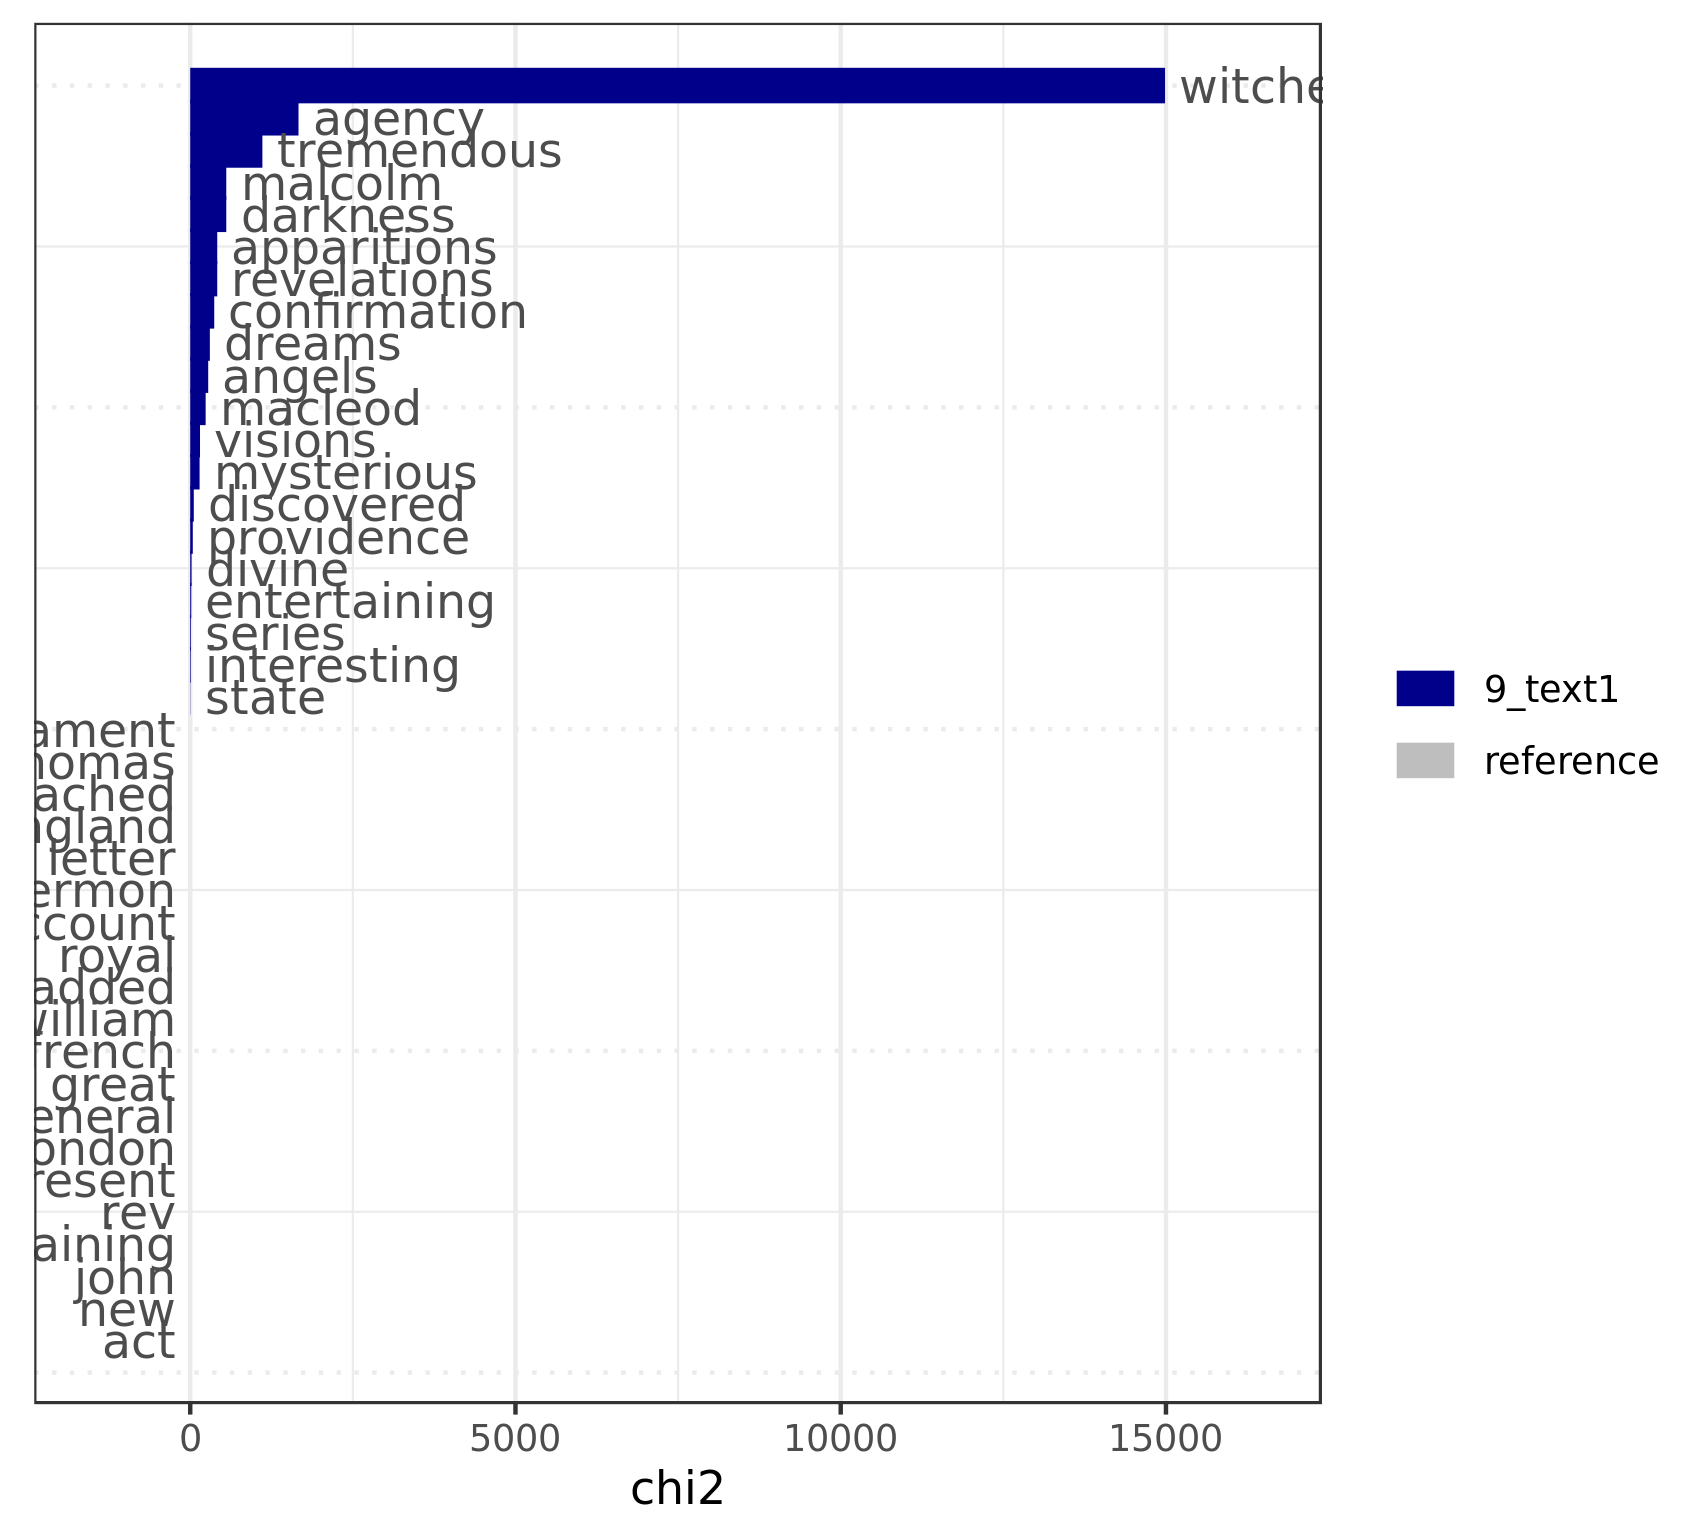 witche
agency
tremendous
malcolm
darkness
apparitions
revelations
confirmation
dreams
angels
macleod
visions
mysterious
discovered
providence
divine
entertaining
series
interesting
state
ament
homas
ached
ngland
letter
ermon
ccount
royal
added
william
french
great
eneral
ondon
resent
rev
aining
john
new
act
9_text1
reference
0 5000 10000 15000
chi2